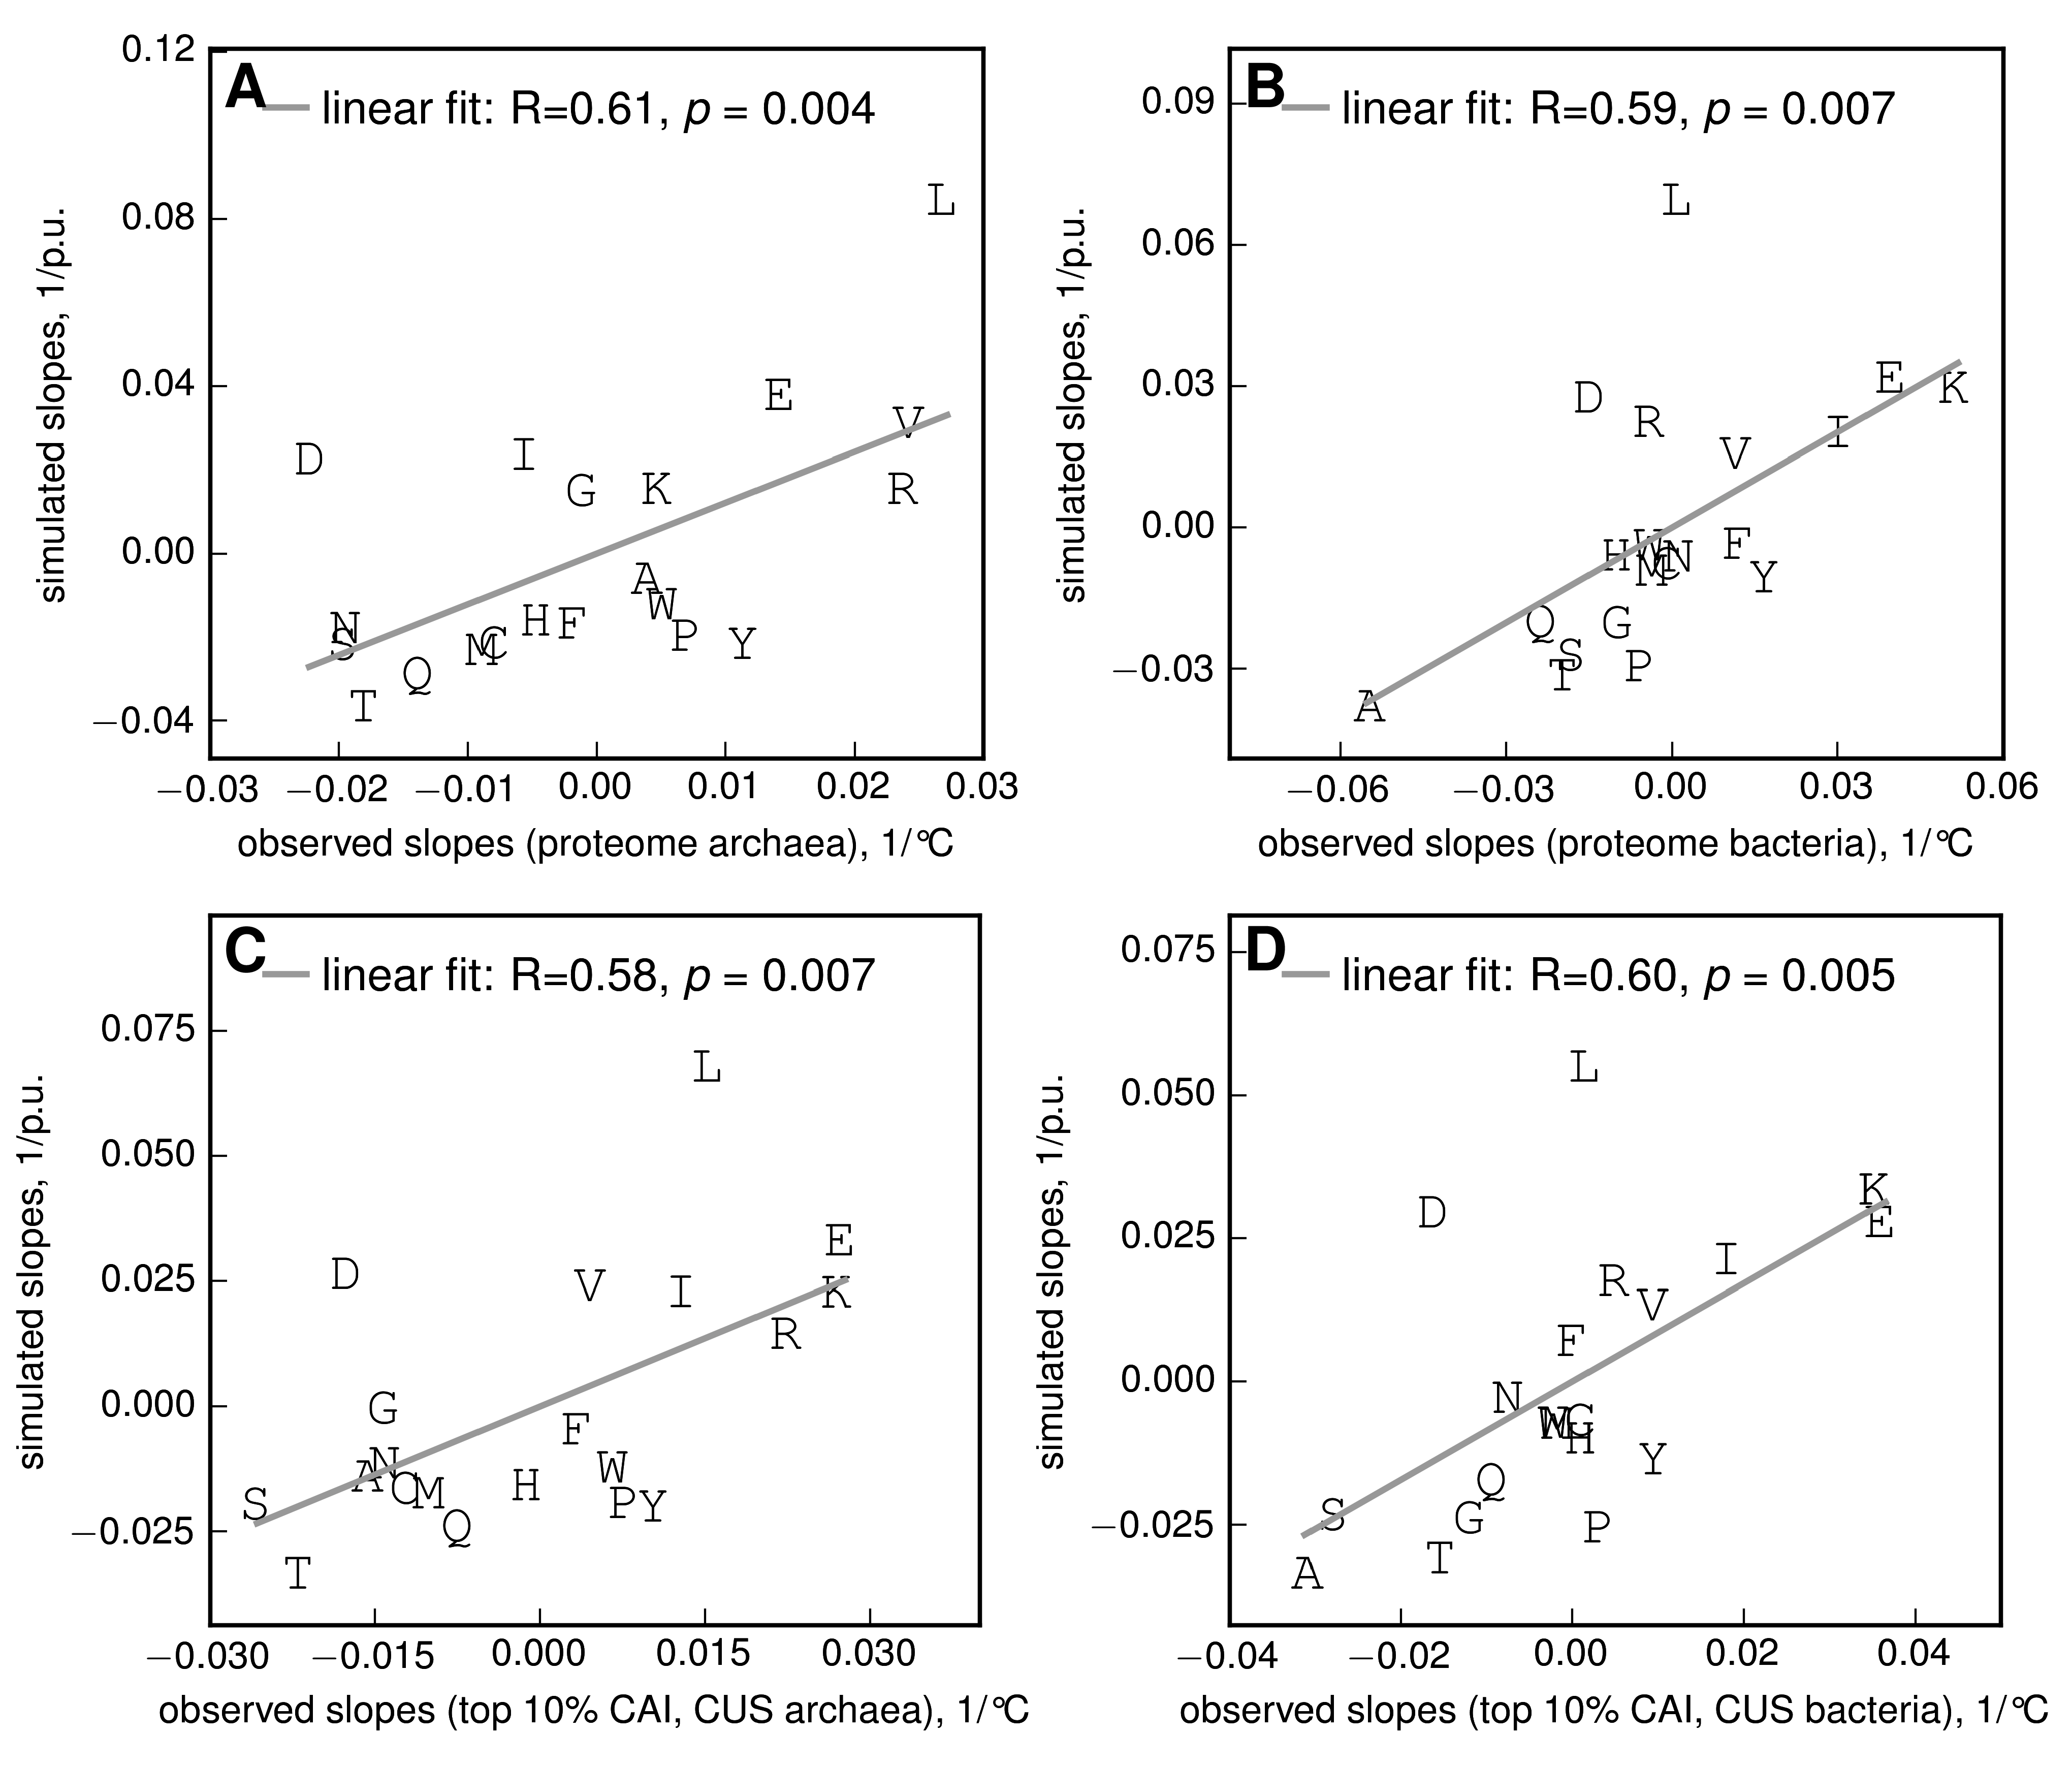 A linear fit: R=0.61, p = 0.004
simulated slopes, 1/p.u.
0.12
0.08
0.04
0.00
−0.04
L
E
V
D
I
G
K
R
A
N
W
H
F
S
M
C
P
Y
Q
T
−0.03 −0.02 −0.01 0.00 0.01 0.02 0.03
observed slopes (proteome archaea), 1/°C
B linear fit: R=0.59, p = 0.007
simulated slopes, 1/p.u.
0.09
0.06
0.03
0.00
−0.03
L
E
K
D
R
I
V
F
H
W
M
C
N
Y
Q
G
S
T
P
A
−0.06 −0.03 0.00 0.03 0.06
observed slopes (proteome bacteria), 1/°C
C linear fit: R=0.58, p = 0.007
simulated slopes, 1/p.u.
0.075
0.050
0.025
0.000
−0.025
L
E
D
V
I
K
R
G
F
A
N
C
M
H
W
P
Y
S
Q
T
−0.030 −0.015 0.000 0.015 0.030
observed slopes (top 10% CAI, CUS archaea), 1/°C
D linear fit: R=0.60, p = 0.005
simulated slopes, 1/p.u.
0.075
0.050
0.025
0.000
−0.025
L
K
E
D
I
R
V
F
N
W
M
C
H
Y
Q
S
G
P
T
A
−0.04 −0.02 0.00 0.02 0.04
observed slopes (top 10% CAI, CUS bacteria), 1/°C